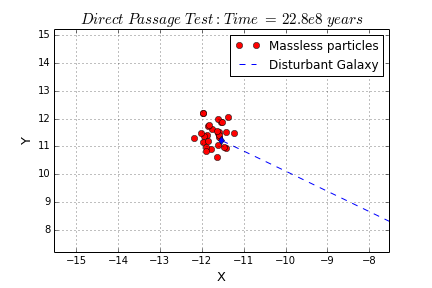 Direct Passage Test: Time = 22.8e8 years
Massless particles
Disturbant Galaxy
Y
15
14
13
12
11
10
9
8
−15 −14 −13 −12 −11 −10 −9 −8
X